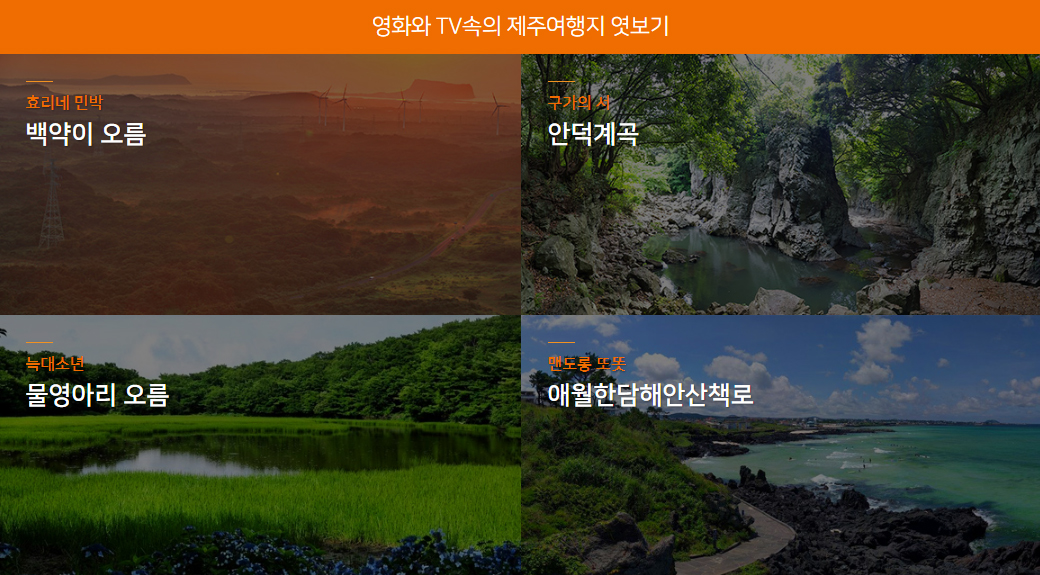 영화와 TV속의 제주여행지 엿보기
효리네 민박
백약이 오름
구가의 서
안덕계곡
늑대소년
물영아리 오름
맨도롱 또똣
애월한담해안산책로